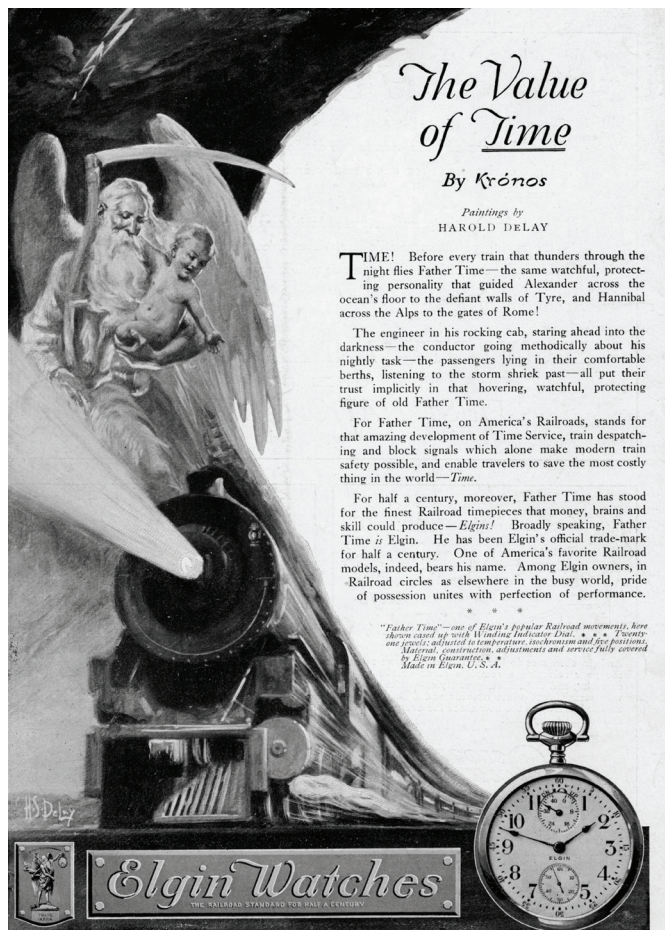 The Value
of Time
By Krónos
Paintings by
HAROLD DELAY
TIME! Before every train that thunders through the
night flies Father Time—the same watchful, protect-
ing personality that guided Alexander across the
ocean's floor to the defiant walls of Tyre, and Hannibal
across the Alps to the gates of Rome!
The engineer in his rocking cab, staring ahead into the
darkness—the conductor going methodically about his
nightly task—the passengers lying in their comfortable
berths, listening to the storm shriek past—all put their
trust implicitly in that hovering, watchful, protecting
figure of old Father Time.
For Father Time, on America's Railroads, stands for
that amazing development of Time Service, train despatch-
ing and block signals which alone make modern train
safety possible, and enable travelers to save the most costly
thing in the world—Time.
For half a century, moreover, Father Time has stood
for the finest Railroad timepieces that money, brains and
skill could produce—Elgins! Broadly speaking, Father
Time is Elgin. He has been Elgin's official trade-mark
for half a century. One of America's favorite Railroad
models, indeed, bears his name. Among Elgin owners, in
Railroad circles as elsewhere in the busy world, pride
of possession unites with perfection of performance.
* * *
"Father Time"—one of Elgin's popular Railroad movements, here
shown cased up with Winding Indicator Dial. * * * Twenty-
one jewels; adjusted to temperature, isochronism and five positions.
Material, construction, adjustments and service fully covered
by Elgin Guarantee. * *
Made in Elgin, U. S. A.
HS DeLay
Elgin Watches
THE RAILROAD STANDARD FOR HALF A CENTURY
ELGIN
10
2
9
3
8
4
7
5